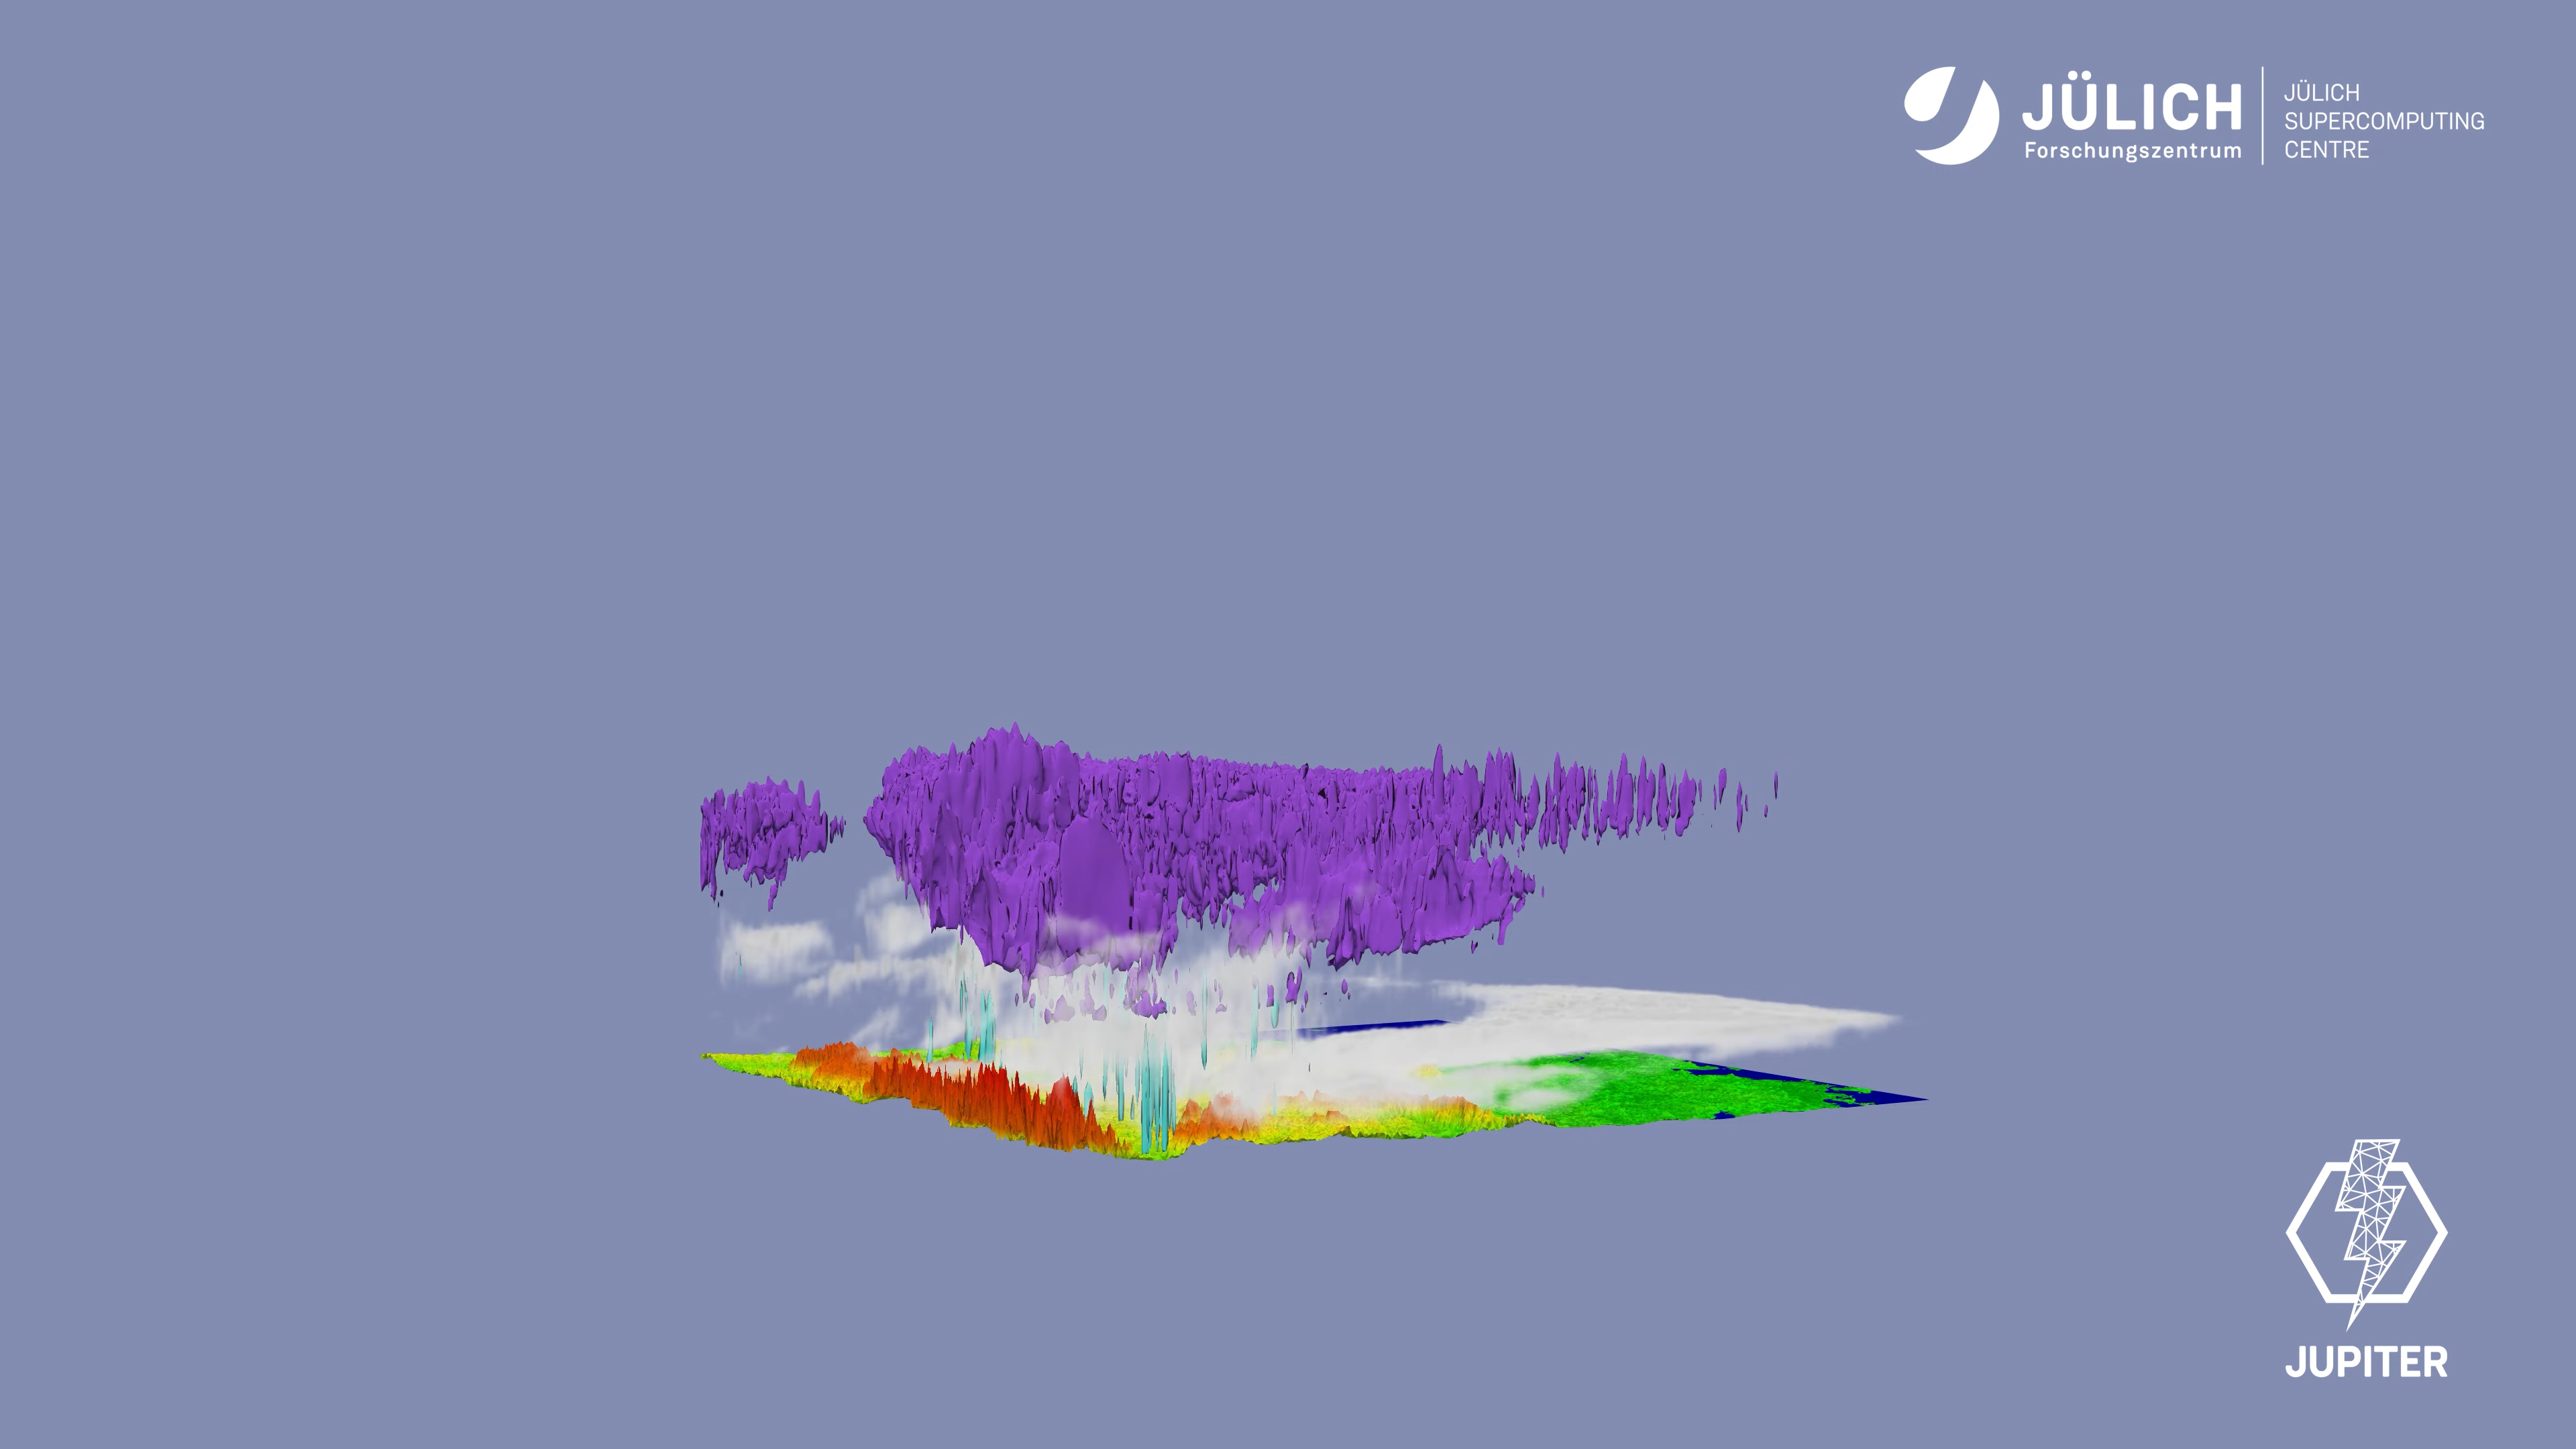 JÜLICH
Forschungszentrum
JÜLICH
SUPERCOMPUTING
CENTRE
JUPITER